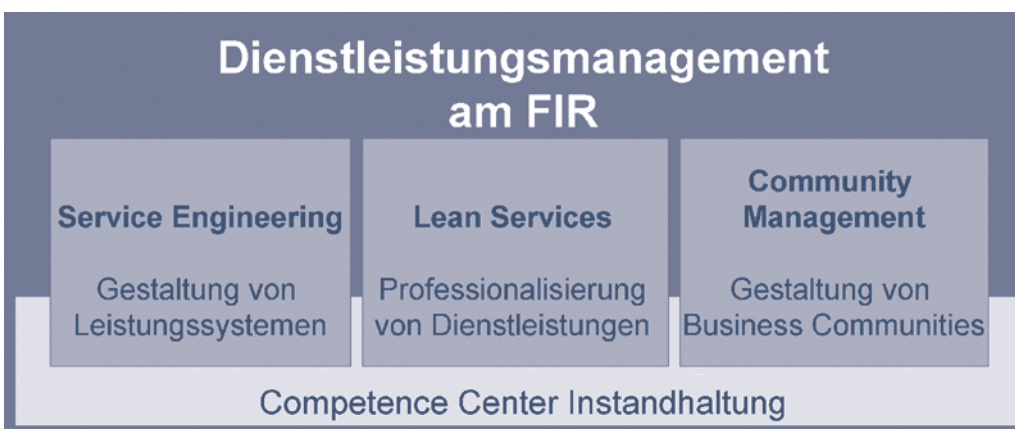 Dienstleistungsmanagement
am FIR
Service Engineering
Gestaltung von
Leistungssystemen
Lean Services
Professionalisierung
von Dienstleistungen
Community
Management
Gestaltung von
Business Communities
Competence Center Instandhaltung